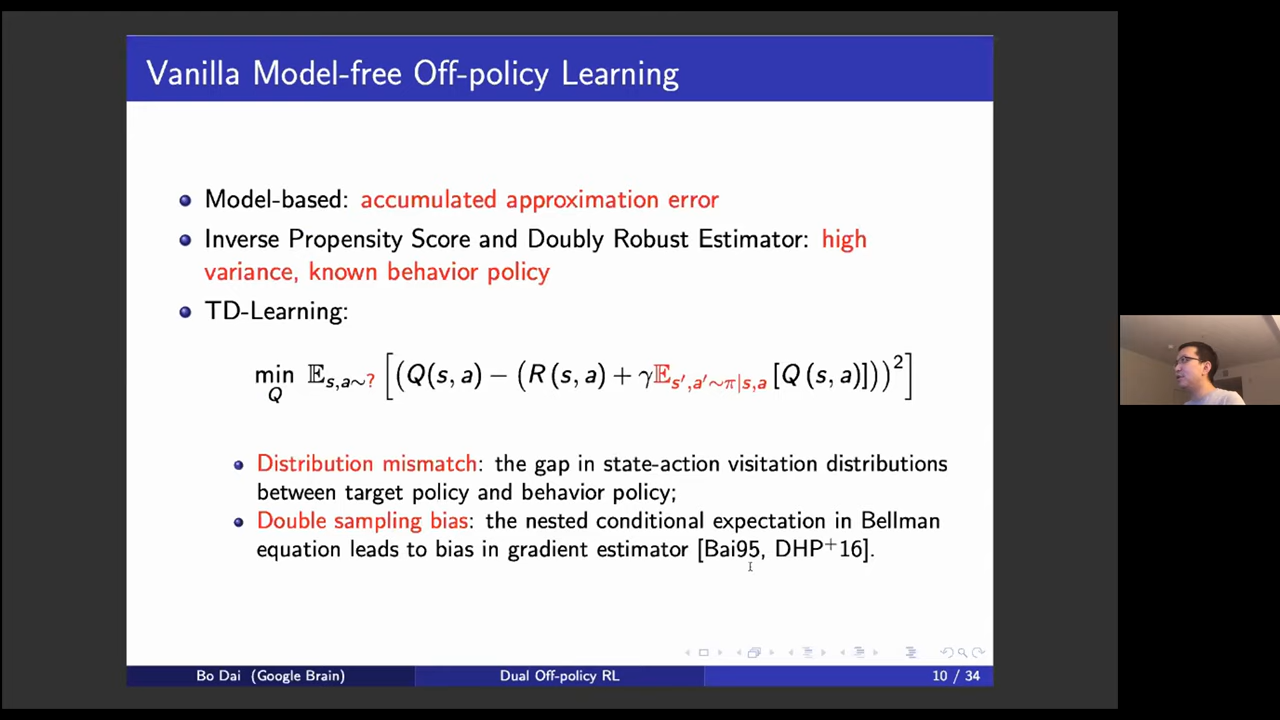 Vanilla Model-free Off-policy Learning
Model-based: accumulated approximation error
Inverse Propensity Score and Doubly Robust Estimator: high
variance, known behavior policy
TD-Learning:
min_Q 𝔼_{s,a∼?} [(Q(s, a) − (R (s, a) + γ𝔼_{s′,a′∼π|s,a} [Q (s, a)]))²]
Distribution mismatch: the gap in state-action visitation distributions
between target policy and behavior policy;
Double sampling bias: the nested conditional expectation in Bellman
equation leads to bias in gradient estimator [Bai95, DHP⁺16].
Bo Dai (Google Brain) Dual Off-policy RL 10 / 34